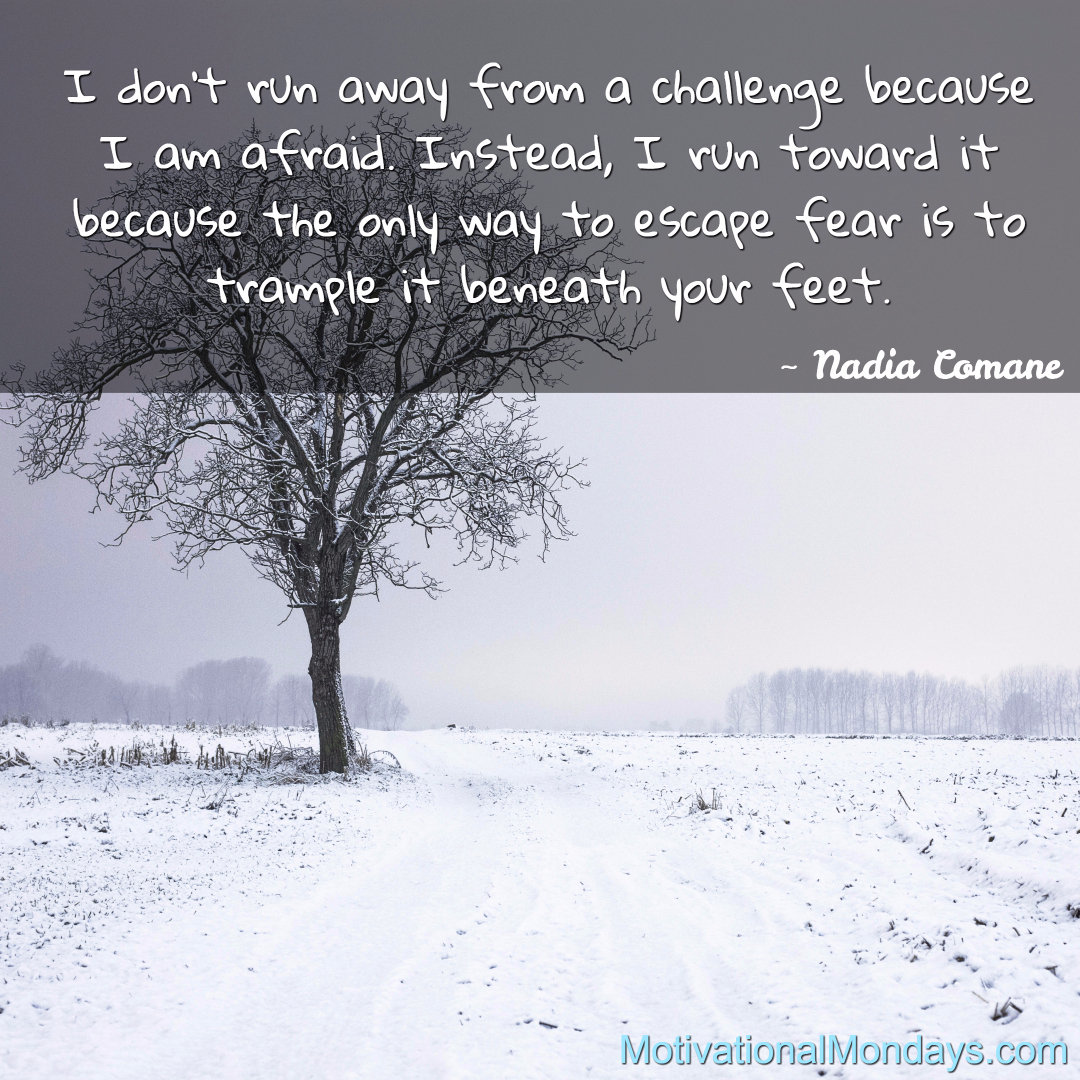 I don't run away from a challenge because
I am afraid. Instead, I run toward it
because the only way to escape fear is to
trample it beneath your feet.
~ Nadia Comane
MotivationalMondays.com